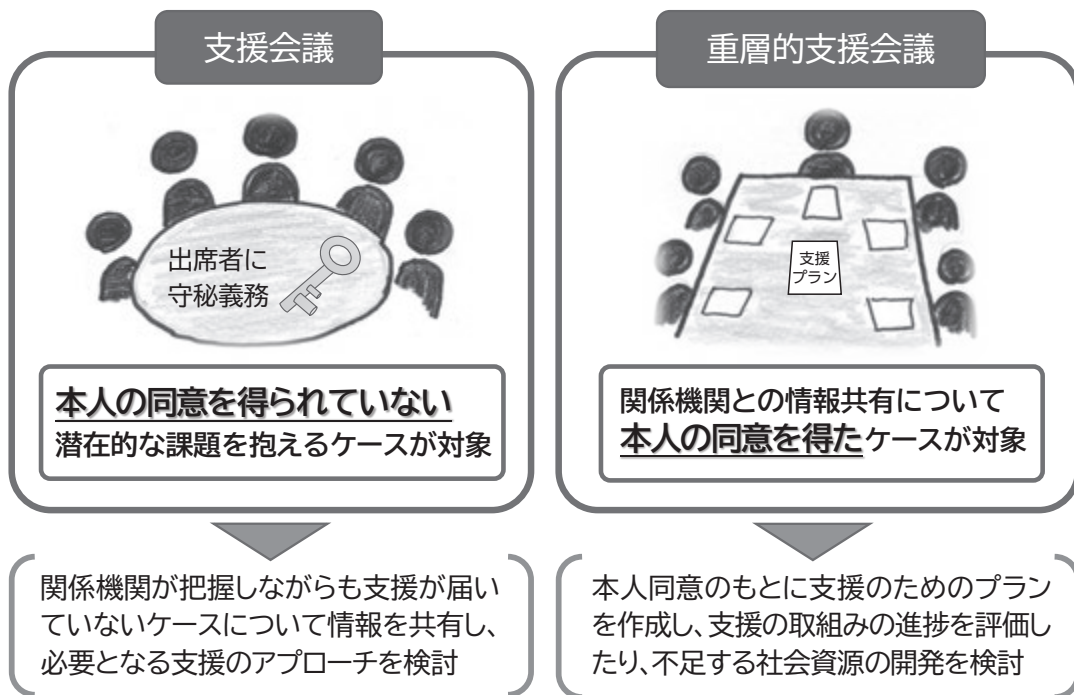 支援会議
出席者に
守秘義務
本人の同意を得られていない
潜在的な課題を抱えるケースが対象
関係機関が把握しながらも支援が届い
ていないケースについて情報を共有し、
必要となる支援のアプローチを検討
重層的支援会議
支援
プラン
関係機関との情報共有について
本人の同意を得たケースが対象
本人同意のもとに支援のためのプラン
を作成し、支援の取組みの進捗を評価し
たり、不足する社会資源の開発を検討